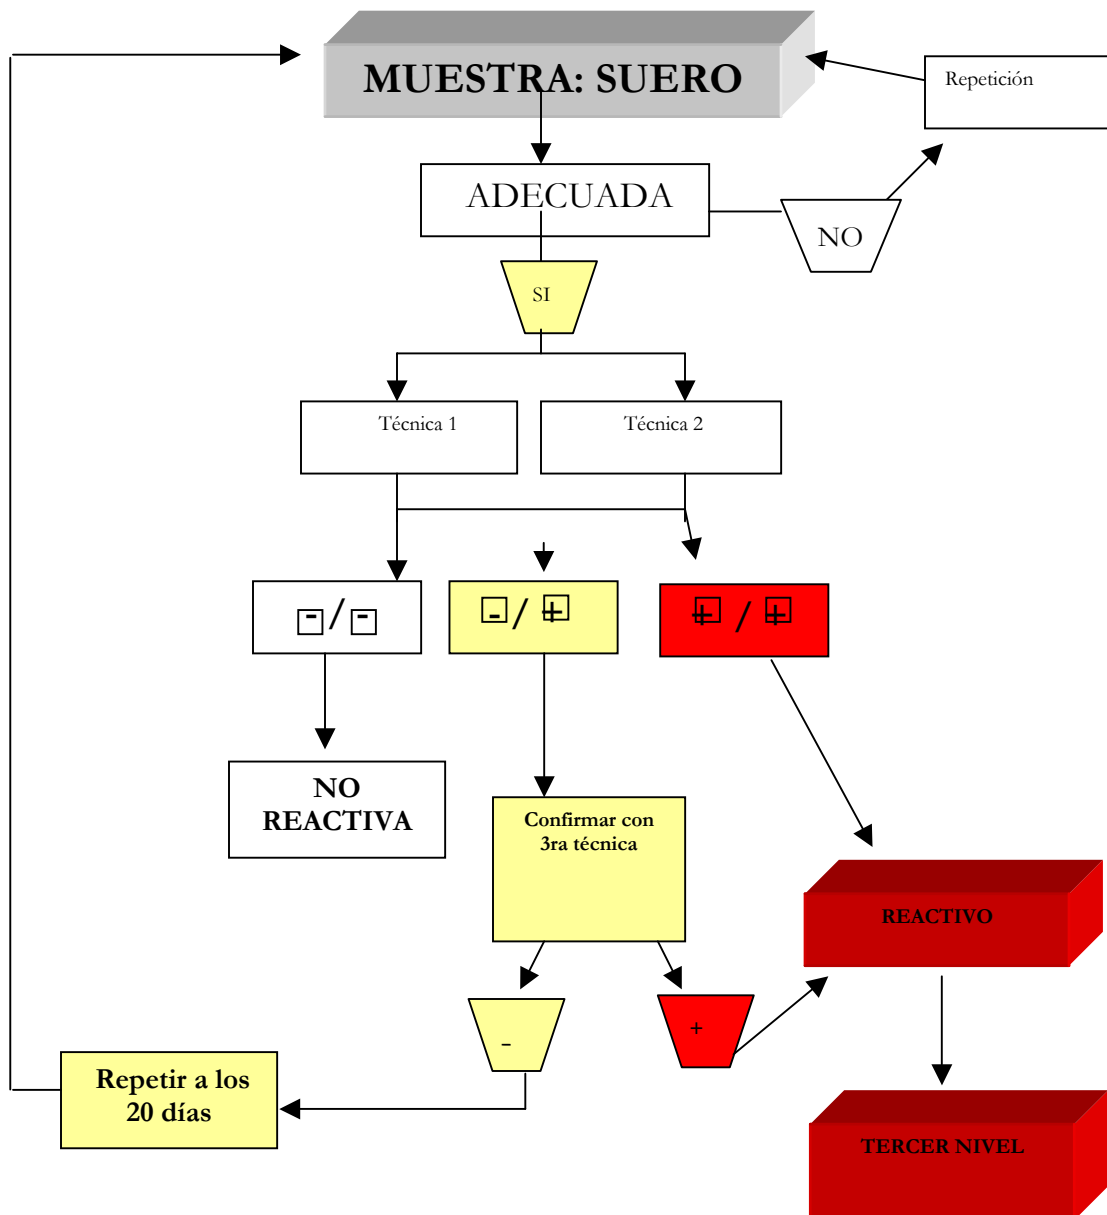 MUESTRA: SUERO
Repetición
ADECUADA
NO
SI
Técnica 1
Técnica 2
-/-
-/+
+ / +
NO
REACTIVA
Confirmar con
3ra técnica
REACTIVO
-
+
Repetir a los
20 días
TERCER NIVEL